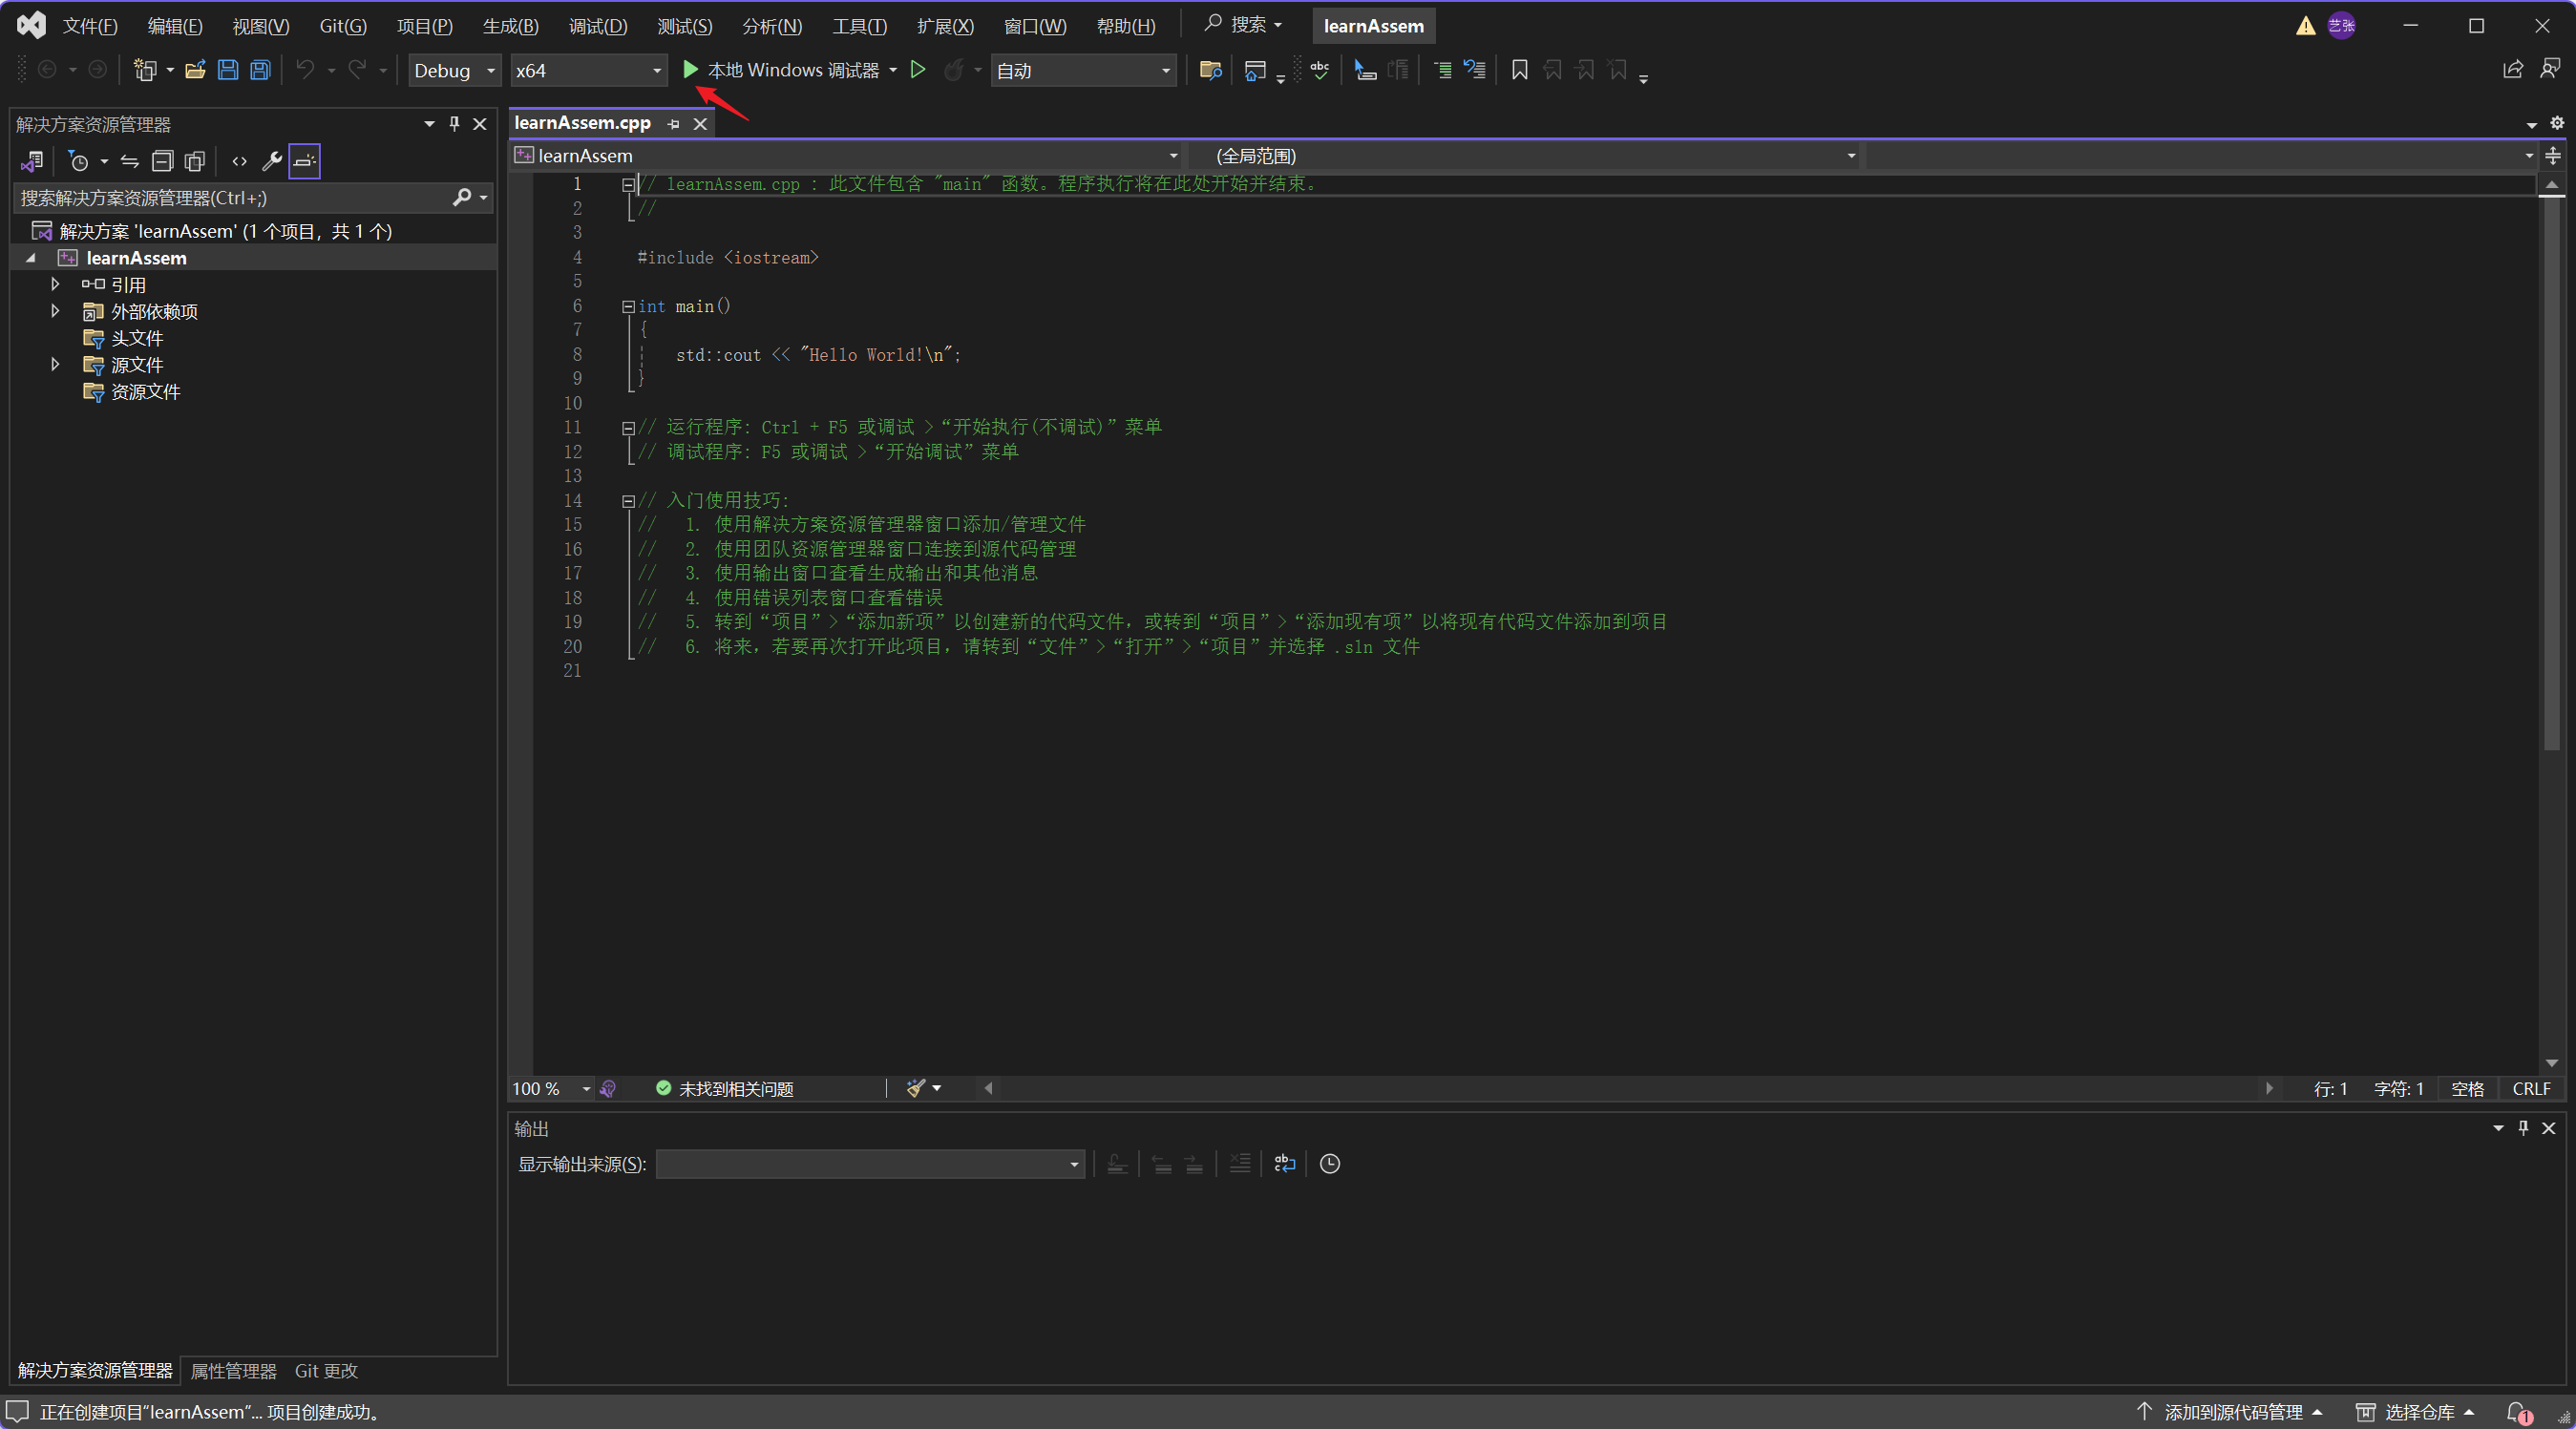 文件(F) 编辑(E) 视图(V) Git(G) 项目(P) 生成(B) 调试(D) 测试(S) 分析(N) 工具(T) 扩展(X) 窗口(W) 帮助(H) 搜索 learnAssem 艺张
Debug x64 本地 Windows 调试器 自动
解决方案资源管理器
搜索解决方案资源管理器(Ctrl+;)
解决方案 'learnAssem' (1 个项目，共 1 个)
learnAssem
引用
外部依赖项
头文件
源文件
资源文件
learnAssem.cpp
learnAssem (全局范围)
1 // learnAssem.cpp : 此文件包含 "main" 函数。程序执行将在此处开始并结束。
2 //
3
4 #include <iostream>
5
6 int main()
7 {
8 std::cout << "Hello World!\n";
9 }
10
11 // 运行程序: Ctrl + F5 或调试 >“开始执行(不调试)”菜单
12 // 调试程序: F5 或调试 >“开始调试”菜单
13
14 // 入门使用技巧:
15 // 1. 使用解决方案资源管理器窗口添加/管理文件
16 // 2. 使用团队资源管理器窗口连接到源代码管理
17 // 3. 使用输出窗口查看生成输出和其他消息
18 // 4. 使用错误列表窗口查看错误
19 // 5. 转到“项目”>“添加新项”以创建新的代码文件，或转到“项目”>“添加现有项”以将现有代码文件添加到项目
20 // 6. 将来，若要再次打开此项目，请转到“文件”>“打开”>“项目”并选择 .sln 文件
21
100 % 未找到相关问题 行: 1 字符: 1 空格 CRLF
输出
显示输出来源(S):
解决方案资源管理器 属性管理器 Git 更改
正在创建项目“learnAssem”... 项目创建成功。 添加到源代码管理 选择仓库 1